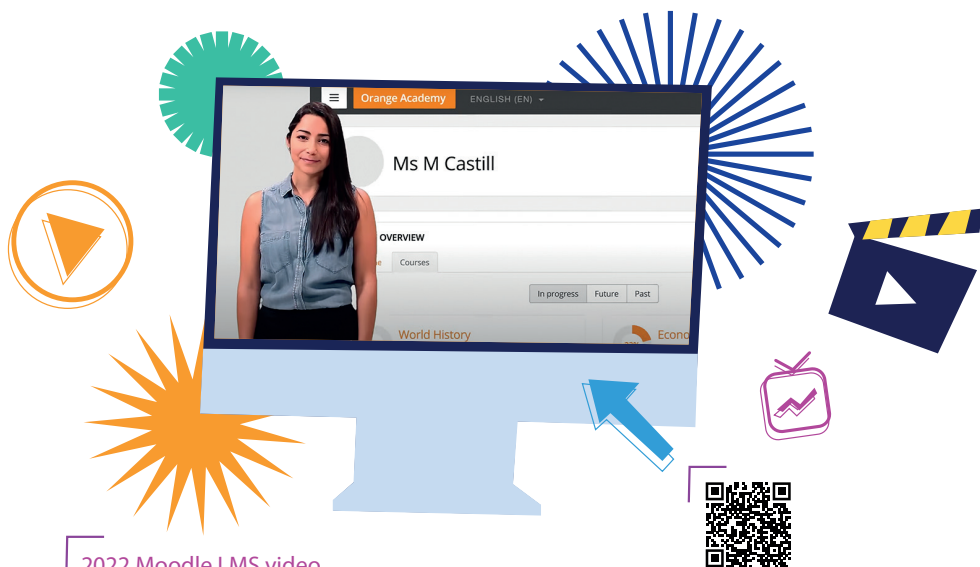 Orange Academy ENGLISH (EN)
Ms M Castill
OVERVIEW
Courses
In progress Future Past
World History
2022 Moodle LMS video